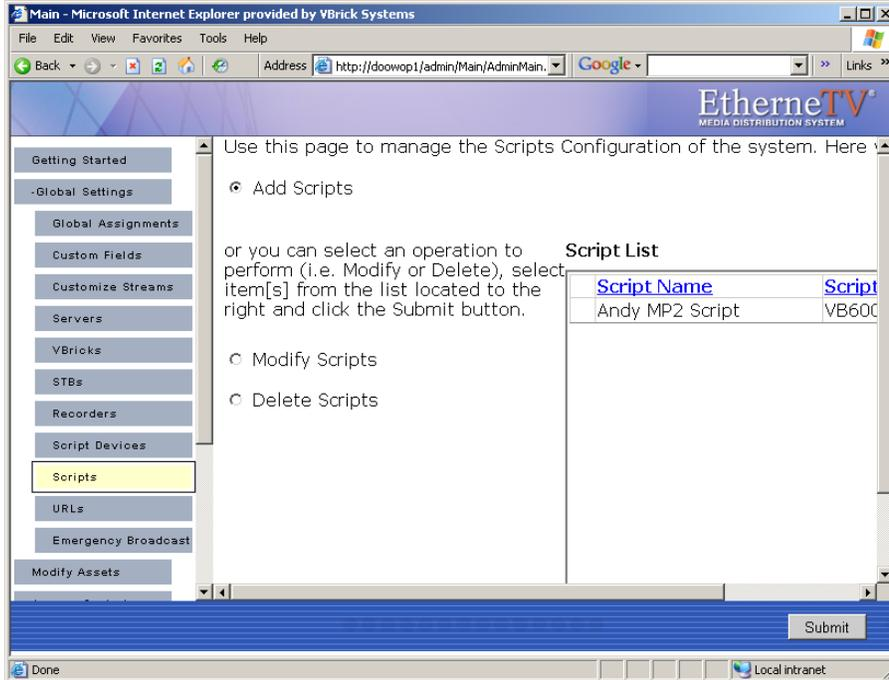 Main - Microsoft Internet Explorer provided by VBrick Systems
File Edit View Favorites Tools Help
Back Address http://doowop1/admin/Main/AdminMain. Google Links
EtherneTV
MEDIA DISTRIBUTION SYSTEM
Getting Started
-Global Settings
Global Assignments
Custom Fields
Customize Streams
Servers
VBricks
STBs
Recorders
Script Devices
Scripts
URLs
Emergency Broadcast
Modify Assets
Use this page to manage the Scripts Configuration of the system. Here
Add Scripts
or you can select an operation to
perform (i.e. Modify or Delete), select
item[s] from the list located to the
right and click the Submit button.
Modify Scripts
Delete Scripts
Script List
Script Name Script
Andy MP2 Script VB600
Submit
Done Local intranet